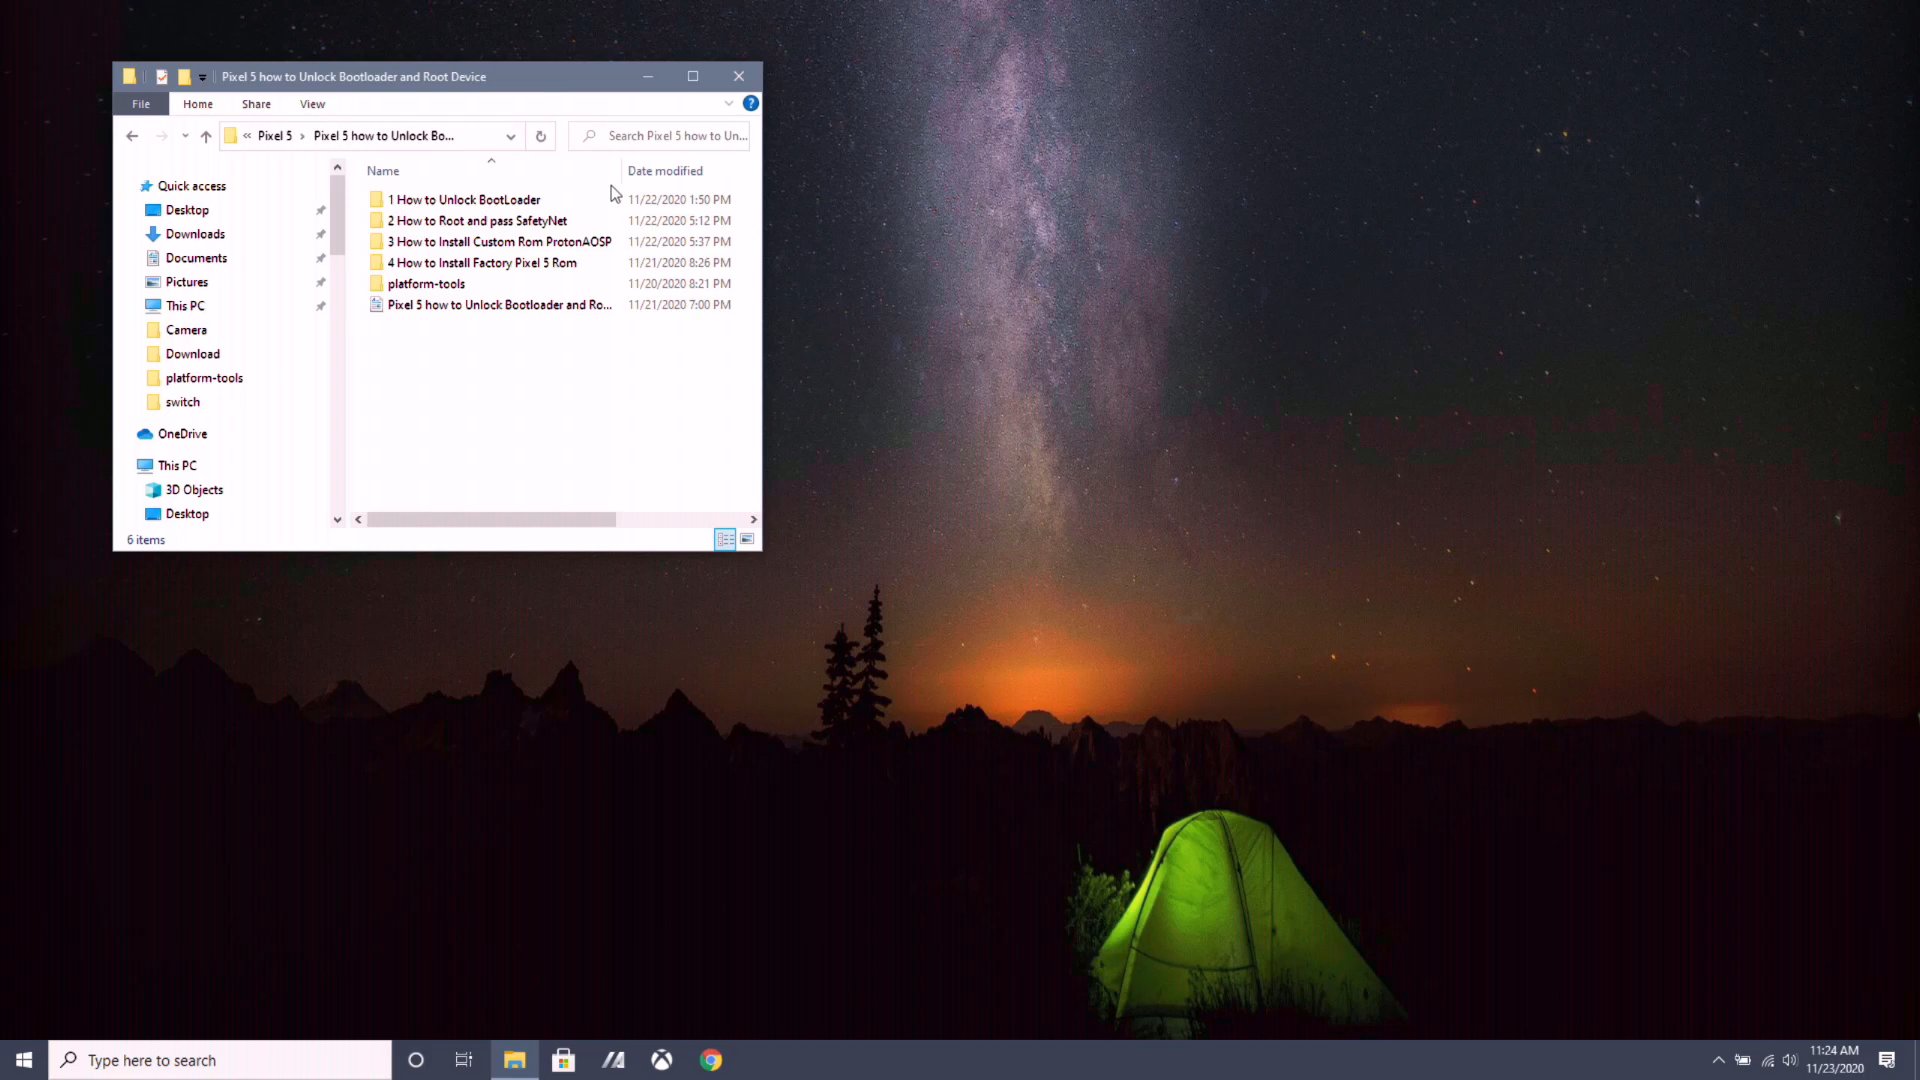 Pixel 5 how to Unlock Bootloader and Root Device
File Home Share View ?
« Pixel 5 › Pixel 5 how to Unlock Bo... Search Pixel 5 how to Un...
Name Date modified
Quick access
Desktop
Downloads
Documents
Pictures
This PC
Camera
Download
platform-tools
switch
OneDrive
This PC
3D Objects
Desktop
1 How to Unlock BootLoader 11/22/2020 1:50 PM
2 How to Root and pass SafetyNet 11/22/2020 5:12 PM
3 How to Install Custom Rom ProtonAOSP 11/22/2020 5:37 PM
4 How to Install Factory Pixel 5 Rom 11/21/2020 8:26 PM
platform-tools 11/20/2020 8:21 PM
Pixel 5 how to Unlock Bootloader and Ro... 11/21/2020 7:00 PM
6 items
Type here to search
11:24 AM
11/23/2020